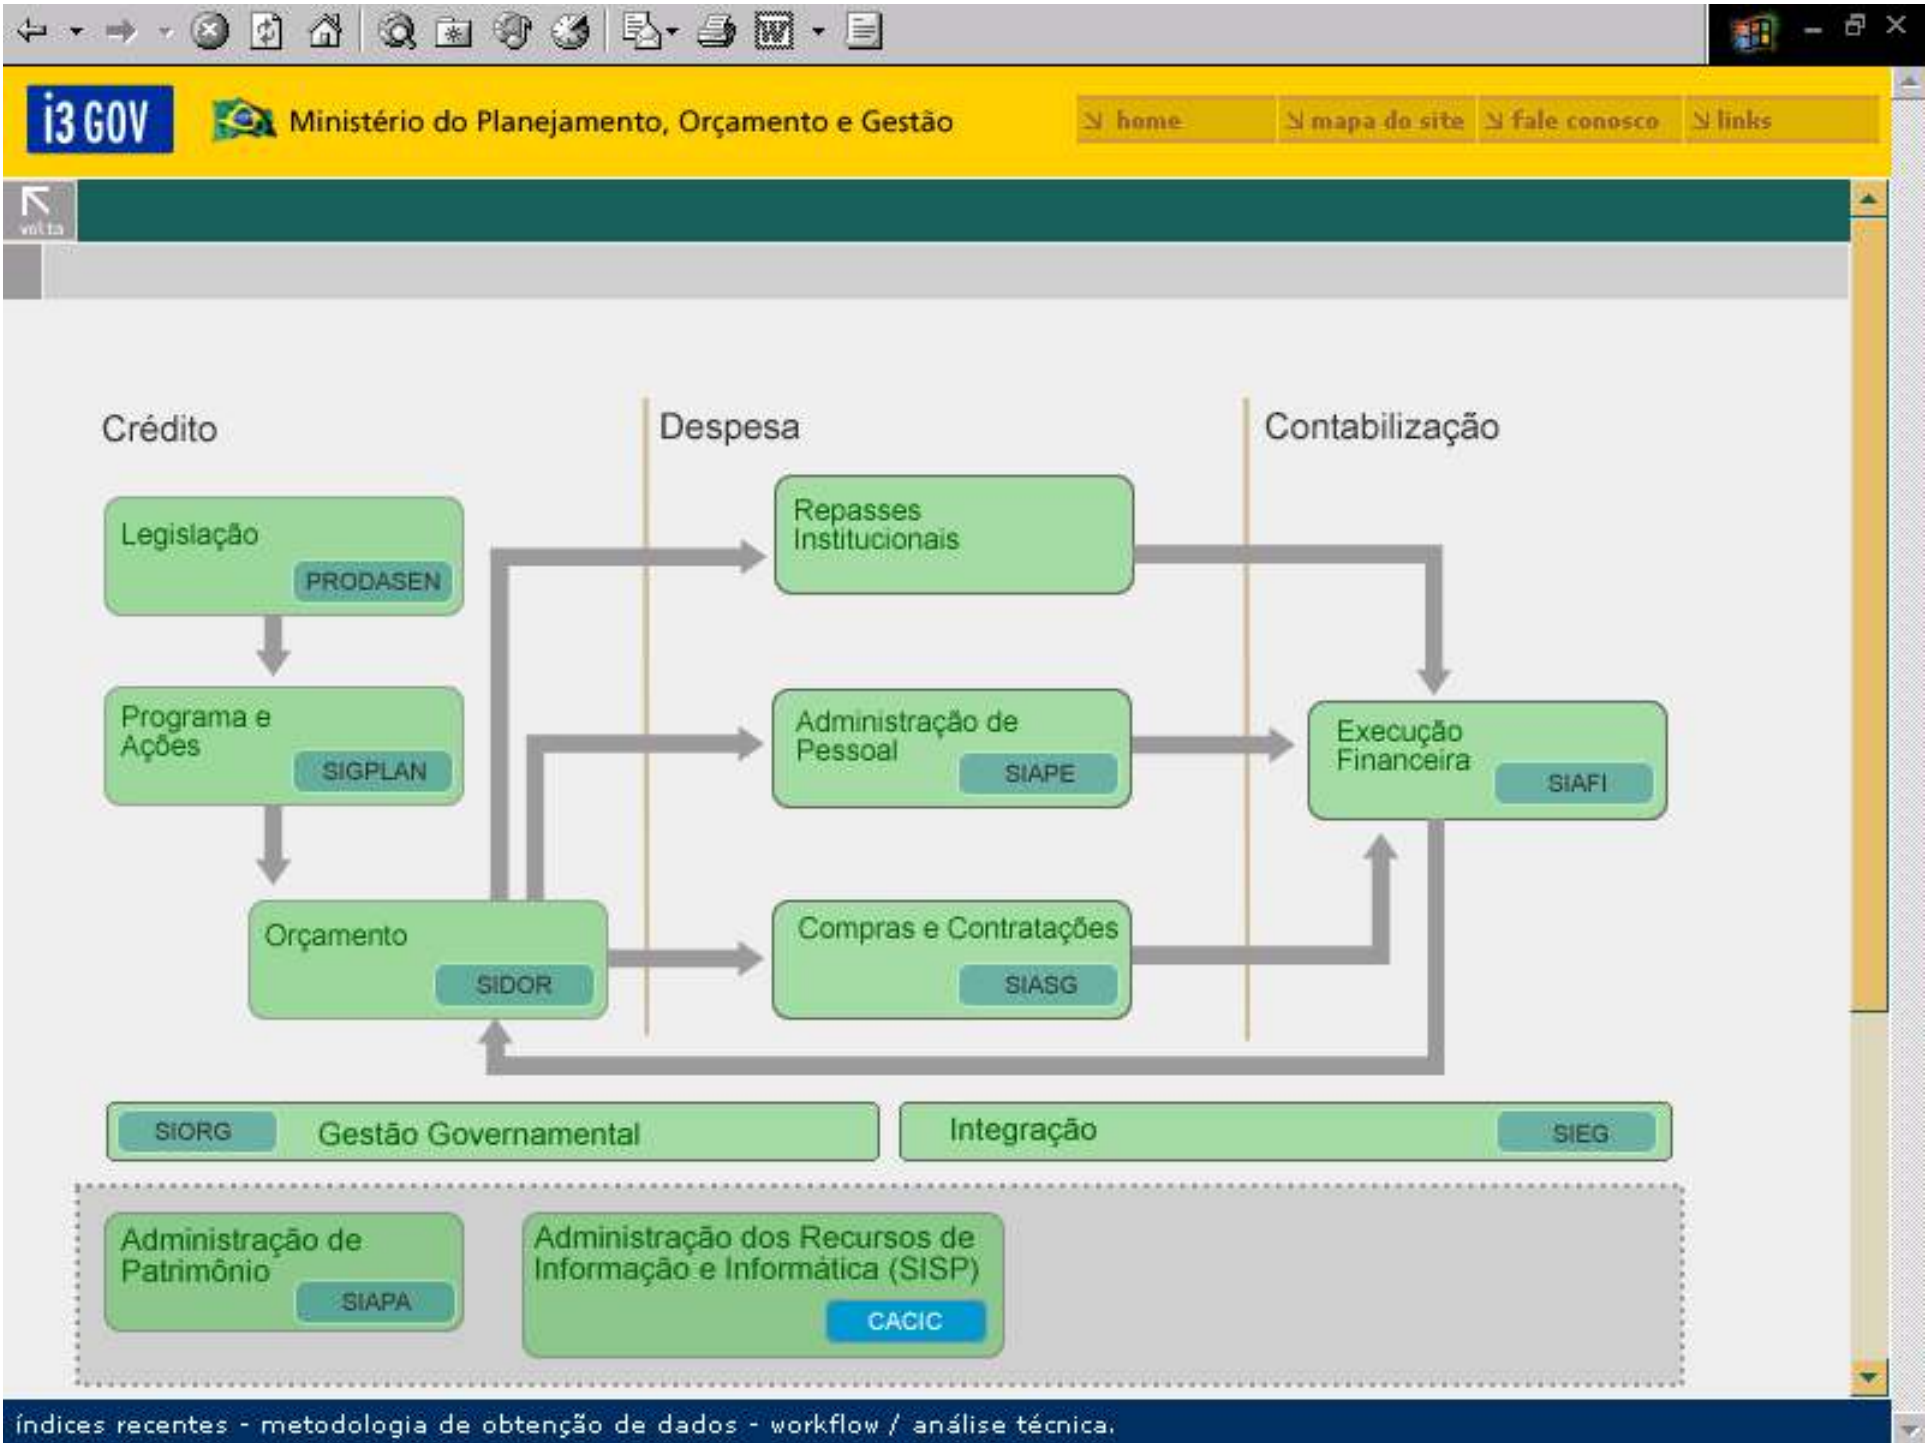 i3 GOV
Ministério do Planejamento, Orçamento e Gestão
home
mapa do site
fale conosco
links
volta
Crédito
Despesa
Contabilização
Legislação
PRODASEN
Repasses
Institucionais
Programa e
Ações
SIGPLAN
Administração de
Pessoal
SIAPE
Execução
Financeira
SIAFI
Orçamento
SIDOR
Compras e Contratações
SIASG
SIORG
Gestão Governamental
Integração
SIEG
Administração de
Patrimônio
SIAPA
Administração dos Recursos de
Informação e Informática (SISP)
CACIC
índices recentes - metodologia de obtenção de dados - workflow / análise técnica.